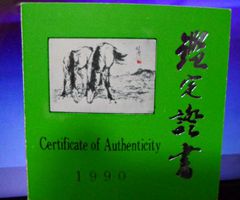 鑑定證書
Certificate of Authenticity
1990